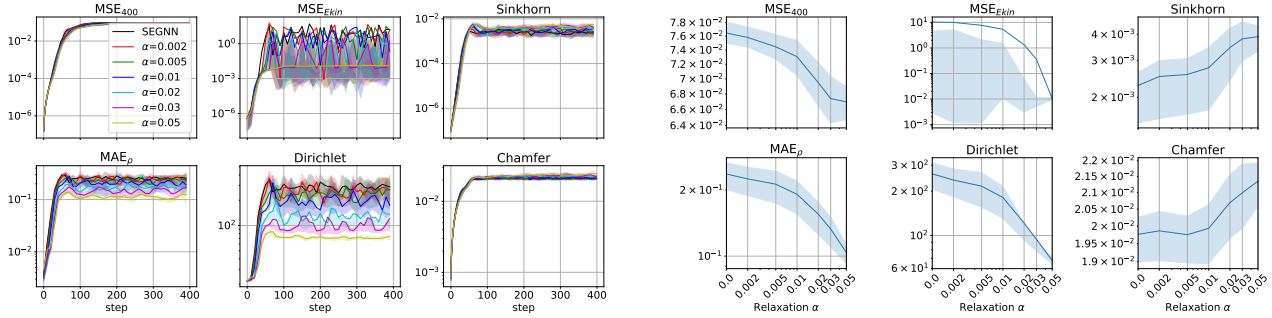 MSE₄₀₀
MSE_Ekin
Sinkhorn
10⁻²
10⁻⁴
10⁻⁶
SEGNN
α=0.002
α=0.005
α=0.01
α=0.02
α=0.03
α=0.05
10⁰
10⁻³
10⁻⁶
10⁻²
10⁻⁴
10⁻⁶
MAE_ρ
Dirichlet
Chamfer
10⁻¹
10⁻²
10²
10⁻²
10⁻³
0 100 200 300 400
step
0 100 200 300 400
step
0 100 200 300 400
step
MSE₄₀₀
MSE_Ekin
Sinkhorn
7.8 × 10⁻²
7.6 × 10⁻²
7.4 × 10⁻²
7.2 × 10⁻²
7 × 10⁻²
6.8 × 10⁻²
6.6 × 10⁻²
6.4 × 10⁻²
10¹
10⁰
10⁻¹
10⁻²
10⁻³
4 × 10⁻³
3 × 10⁻³
2 × 10⁻³
MAE_ρ
Dirichlet
Chamfer
2 × 10⁻¹
10⁻¹
3 × 10²
2 × 10²
10²
6 × 10¹
2.2 × 10⁻²
2.15 × 10⁻²
2.1 × 10⁻²
2.05 × 10⁻²
2 × 10⁻²
1.95 × 10⁻²
1.9 × 10⁻²
0.0 0.002 0.005 0.01 0.02 0.03 0.05
Relaxation α
0.0 0.002 0.005 0.01 0.02 0.03 0.05
Relaxation α
0.0 0.002 0.005 0.01 0.02 0.03 0.05
Relaxation α